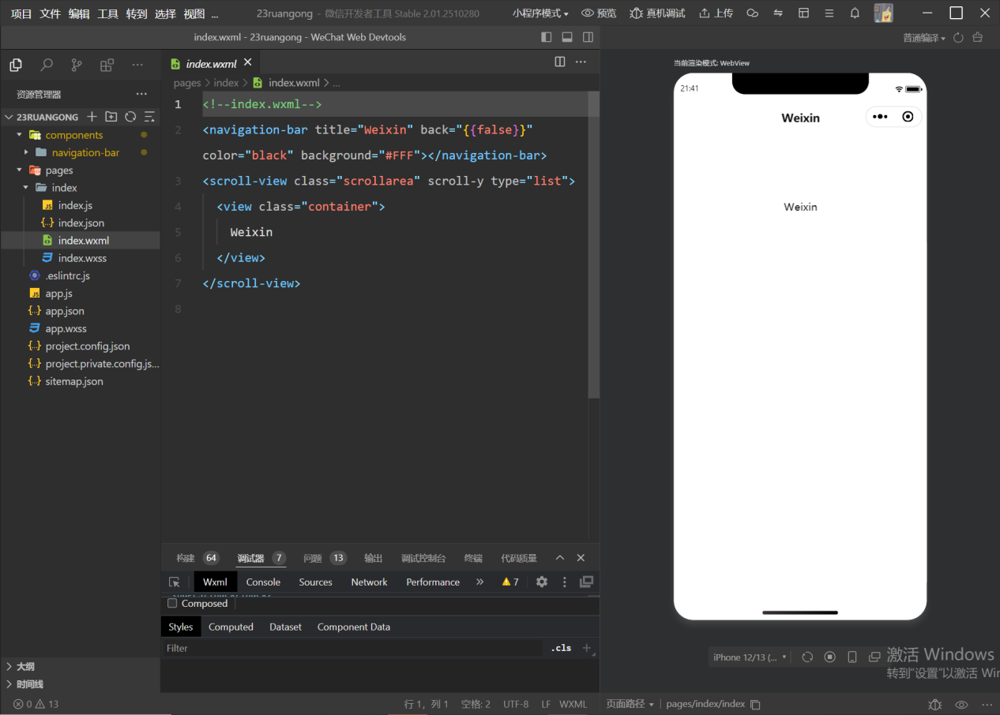 项目 文件 编辑 工具 转到 选择 视图 ... 23ruangong - 微信开发者工具 Stable 2.01.2510280 小程序模式 预览 真机调试 上传
index.wxml - 23ruangong - WeChat Web Devtools
普通编译
index.wxml
资源管理器
pages > index > index.wxml > ...
23RUANGONG
components
navigation-bar
pages
index
index.js
index.json
index.wxml
index.wxss
.eslintrc.js
app.js
app.json
app.wxss
project.config.json
project.private.config.js...
sitemap.json
大纲
时间线
1 <!--index.wxml-->
2 <navigation-bar title="Weixin" back="{{false}}"
color="black" background="#FFF"></navigation-bar>
3 <scroll-view class="scrollarea" scroll-y type="list">
4 <view class="container">
5 Weixin
6 </view>
7 </scroll-view>
8
构建 64 调试器 7 问题 13 输出 调试控制台 终端 代码质量
Wxml Console Sources Network Performance » 7
Composed
Styles Computed Dataset Component Data
Filter .cls +
当前渲染模式: WebView
21:41
Weixin
Weixin
iPhone 12/13 (...
激活 Windows
转到"设置"以激活 Win
0 13 行 1，列 1 空格: 2 UTF-8 LF WXML 页面路径 pages/index/index